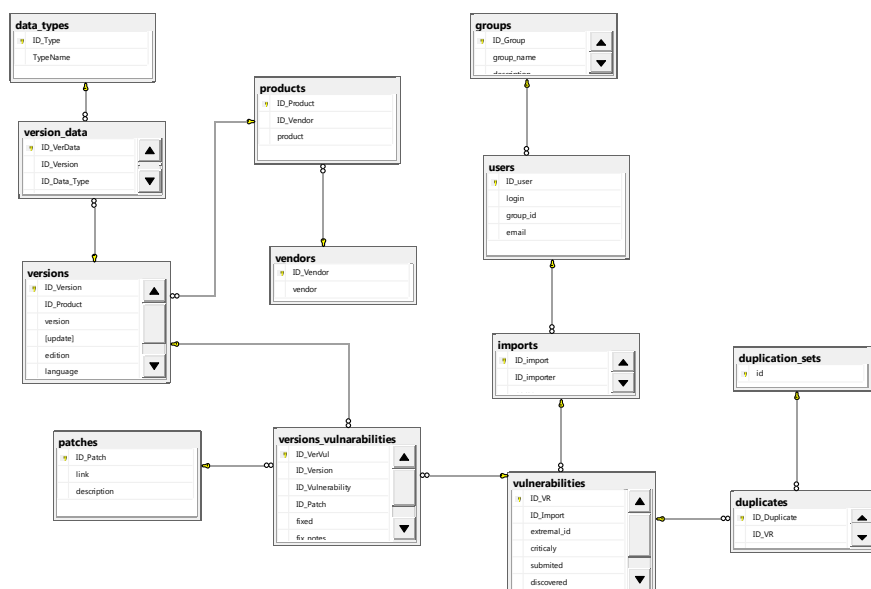 data_types
ID_Type
TypeName
groups
ID_Group
group_name
description
products
ID_Product
ID_Vendor
product
version_data
ID_VerData
ID_Version
ID_Data_Type
users
ID_user
login
group_id
email
vendors
ID_Vendor
vendor
versions
ID_Version
ID_Product
version
[update]
edition
language
imports
ID_import
ID_importer
duplication_sets
id
patches
ID_Patch
link
description
versions_vulnarabilities
ID_VerVul
ID_Version
ID_Vulnerability
ID_Patch
fixed
fix_notes
vulnerabilities
ID_VR
ID_Import
extremal_id
criticaly
submited
discovered
duplicates
ID_Duplicate
ID_VR